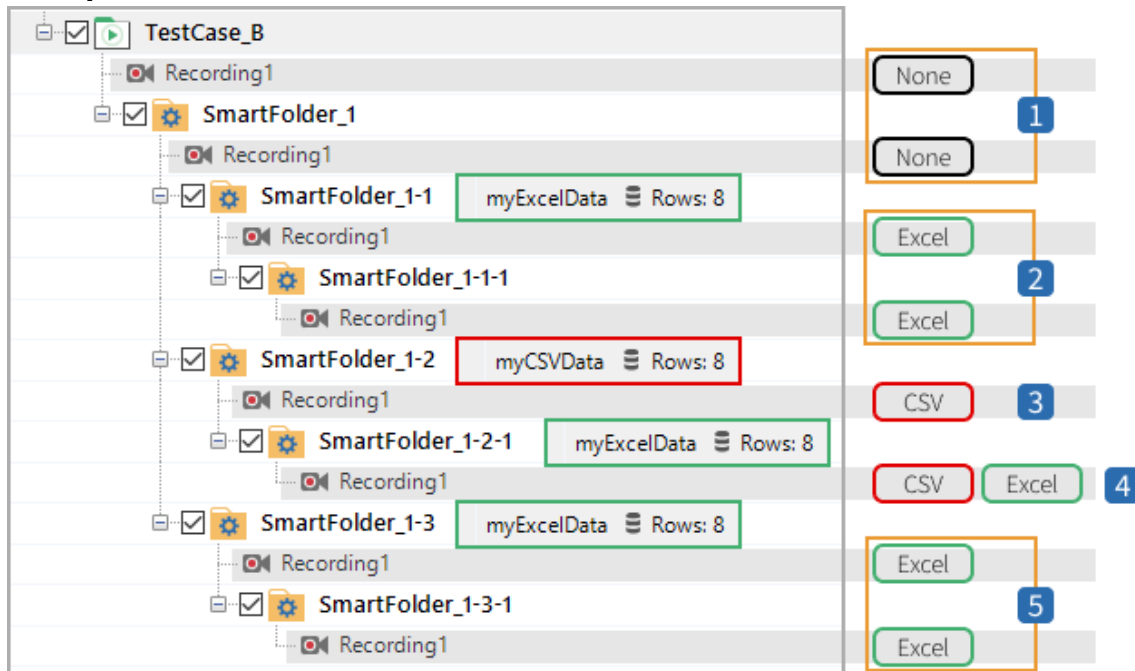 TestCase_B
Recording1 None
SmartFolder_1 1
Recording1 None
SmartFolder_1-1 myExcelData Rows: 8
Recording1 Excel
SmartFolder_1-1-1 2
Recording1 Excel
SmartFolder_1-2 myCSVData Rows: 8
Recording1 CSV 3
SmartFolder_1-2-1 myExcelData Rows: 8
Recording1 CSV Excel 4
SmartFolder_1-3 myExcelData Rows: 8
Recording1 Excel
SmartFolder_1-3-1 5
Recording1 Excel